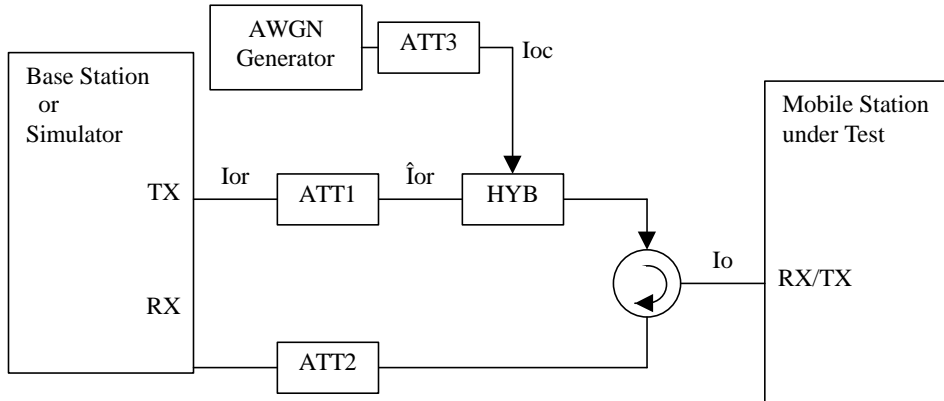 AWGN
Generator
ATT3
Ioc
Base Station
or
Simulator
Mobile Station
under Test
TX
Ior
ATT1
Îor
HYB
Io
RX/TX
RX
ATT2